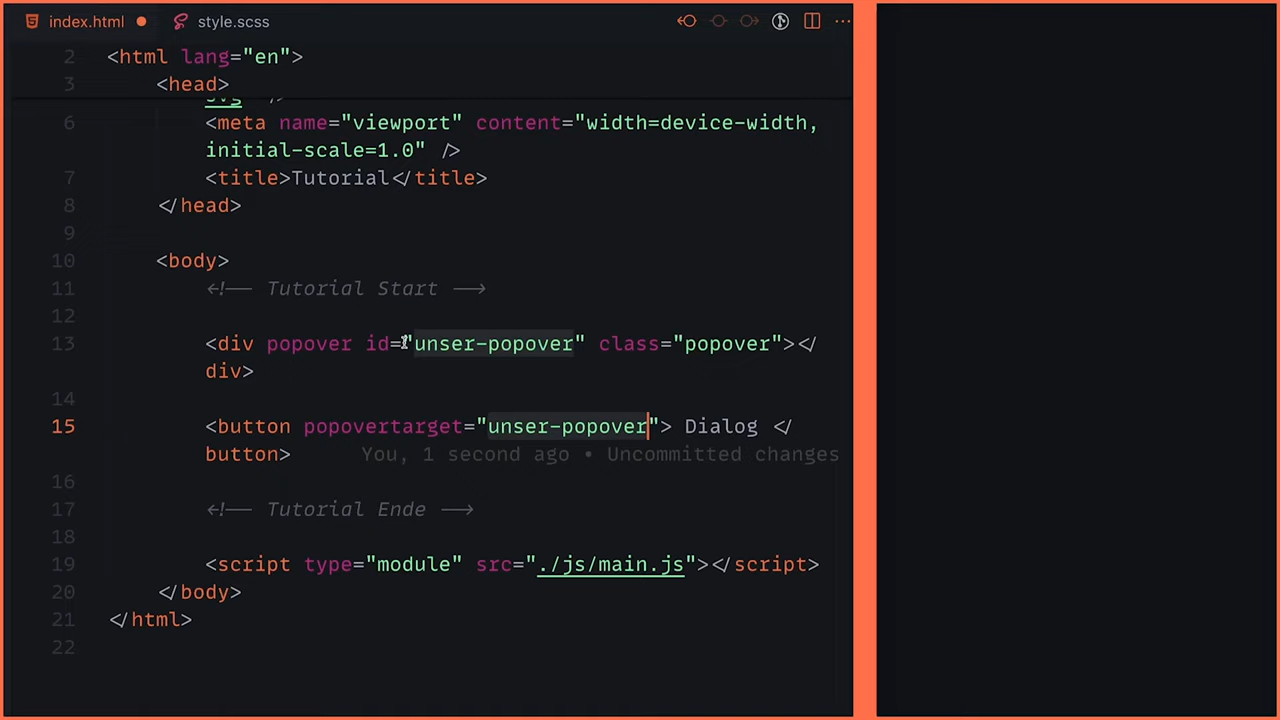 index.html style.scss
2 <html lang="en">
3 <head>
svg" />
6 <meta name="viewport" content="width=device-width,
initial-scale=1.0" />
7 <title>Tutorial</title>
8 </head>
9
10 <body>
11 <!-- Tutorial Start -->
12
13 <div popover id="unser-popover" class="popover"></
div>
14
15 <button popovertarget="unser-popover"> Dialog </
button> You, 1 second ago • Uncommitted changes
16
17 <!-- Tutorial Ende -->
18
19 <script type="module" src="./js/main.js"></script>
20 </body>
21 </html>
22